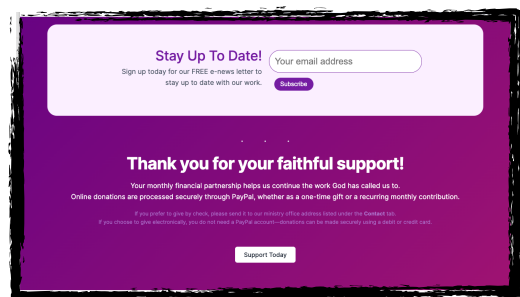 Stay Up To Date!
Sign up today for our FREE e-news letter to
stay up to date with our work.
Your email address
Subscribe
Thank you for your faithful support!
Your monthly financial partnership helps us continue the work God has called us to.
Online donations are processed securely through PayPal, whether as a one-time gift or a recurring monthly contribution.
If you prefer to give by check, please send it to our ministry office address listed under the Contact tab.
If you choose to give electronically, you do not need a PayPal account—donations can be made securely using a debit or credit card.
Support Today